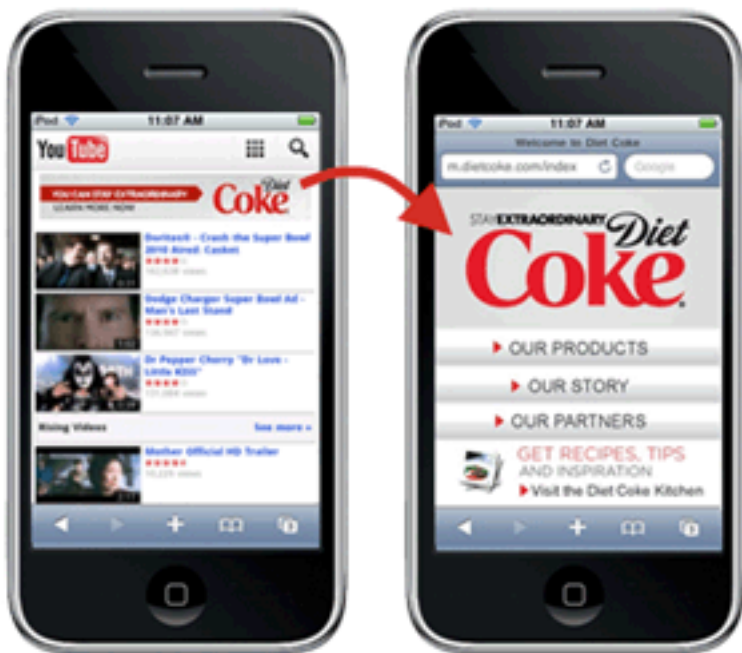 iPod
11:07 AM
YouTube
YOU CAN STAY EXTRAORDINARY
LEARN MORE NOW
Diet
Coke
Doritos® - Crash the Super Bowl
2010 Aired: Casket
views
Dodge Charger Super Bowl Ad -
Man's Last Stand
views
Dr Pepper Cherry "Dr Love -
Little KISS"
views
Rising Videos
See more »
Mother Official HD Trailer
views
iPod
11:07 AM
Welcome to Diet Coke
m.dietcoke.com/index
Google
STAY EXTRAORDINARY
Diet
Coke
OUR PRODUCTS
OUR STORY
OUR PARTNERS
GET RECIPES, TIPS
AND INSPIRATION
Visit the Diet Coke Kitchen